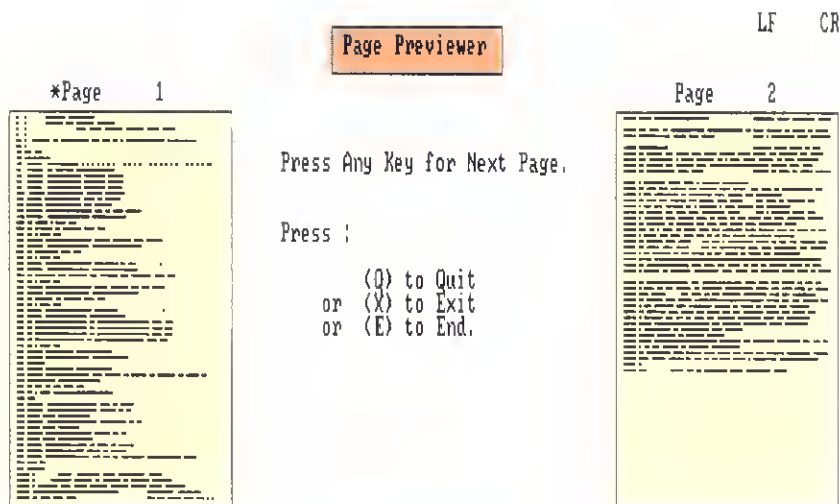 LF CR
Page Previewer
*Page 1
Page 2
Press Any Key for Next Page.
Press :
(Q) to Quit
or (X) to Exit
or (E) to End.